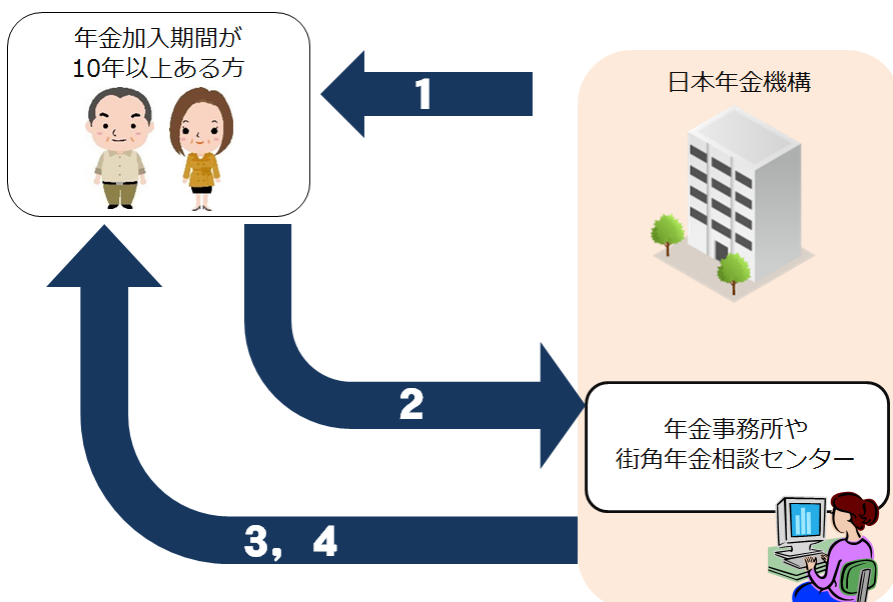 年金加入期間が
10年以上ある方
1
日本年金機構
2
年金事務所や
街角年金相談センター
3, 4